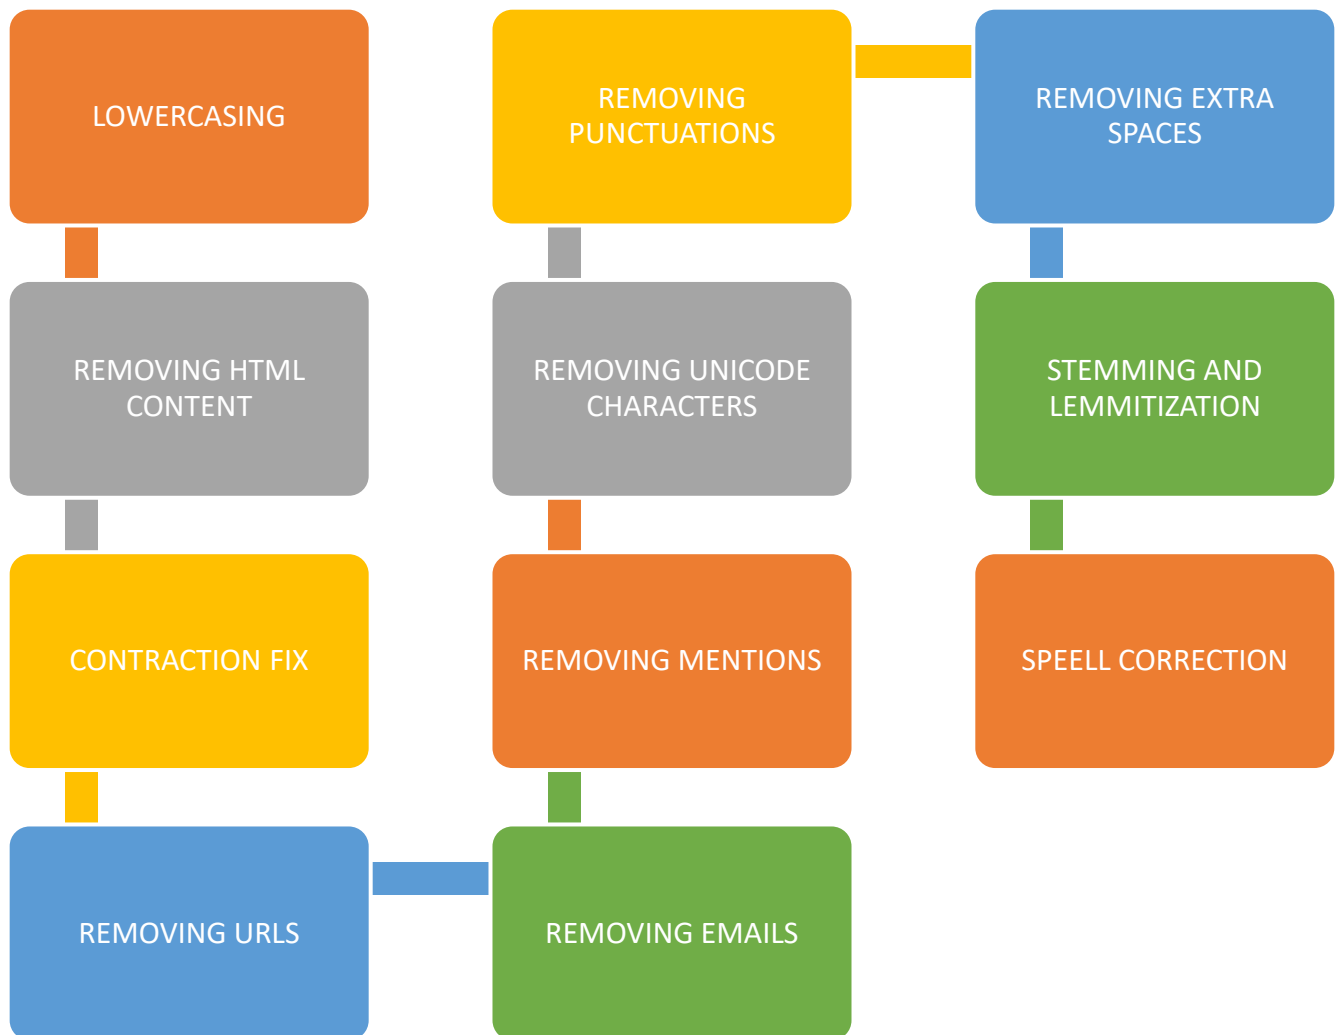 LOWERCASING
REMOVING HTML
CONTENT
CONTRACTION FIX
REMOVING URLS
REMOVING EMAILS
REMOVING MENTIONS
REMOVING UNICODE
CHARACTERS
REMOVING
PUNCTUATIONS
REMOVING EXTRA
SPACES
STEMMING AND
LEMMITIZATION
SPEELL CORRECTION